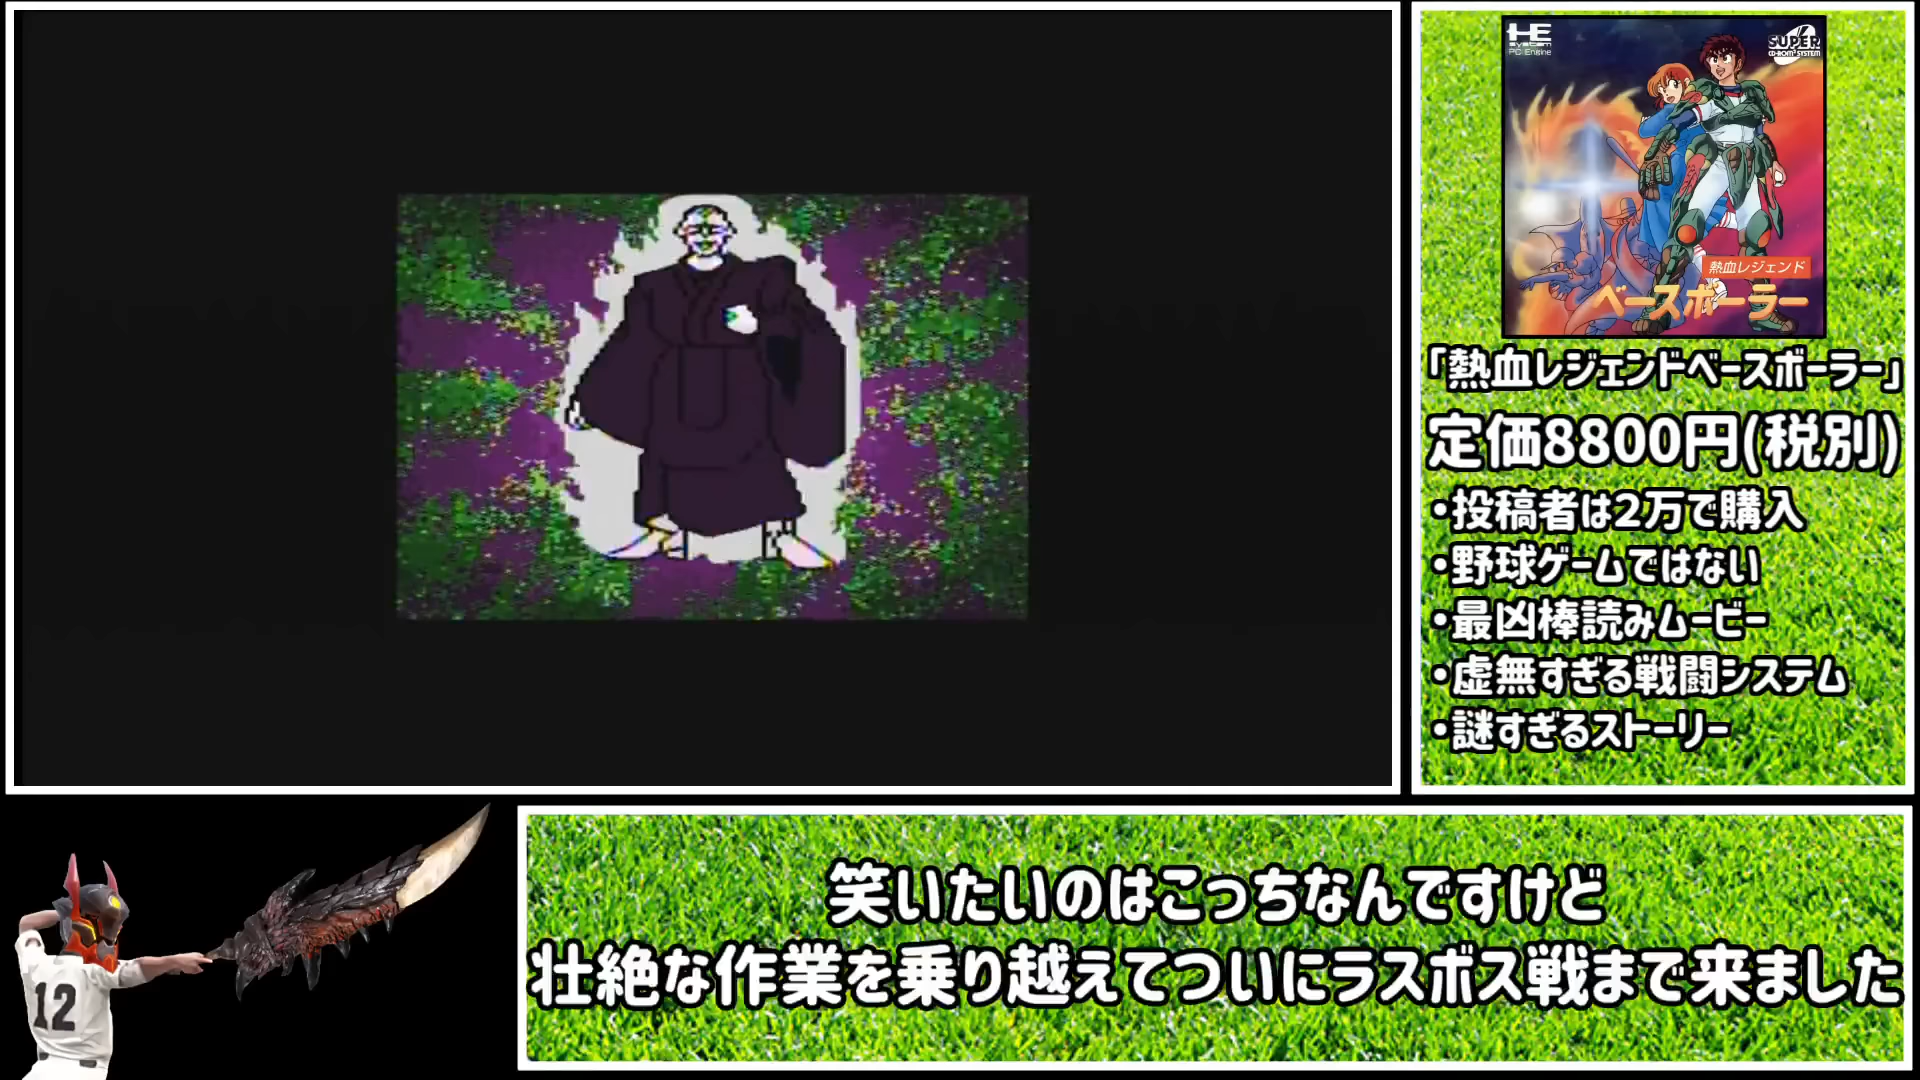 HE
SYSTEM
PC Engine
SUPER
CD-ROM² SYSTEM
熱血レジェンド
ベースボーラー
「熱血レジェンドベースボーラー」
定価8800円(税別)
・投稿者は2万で購入
・野球ゲームではない
・最凶棒読みムービー
・虚無すぎる戦闘システム
・謎すぎるストーリー
12
笑いたいのはこっちなんですけど
壮絶な作業を乗り越えてついにラスボス戦まで来ました